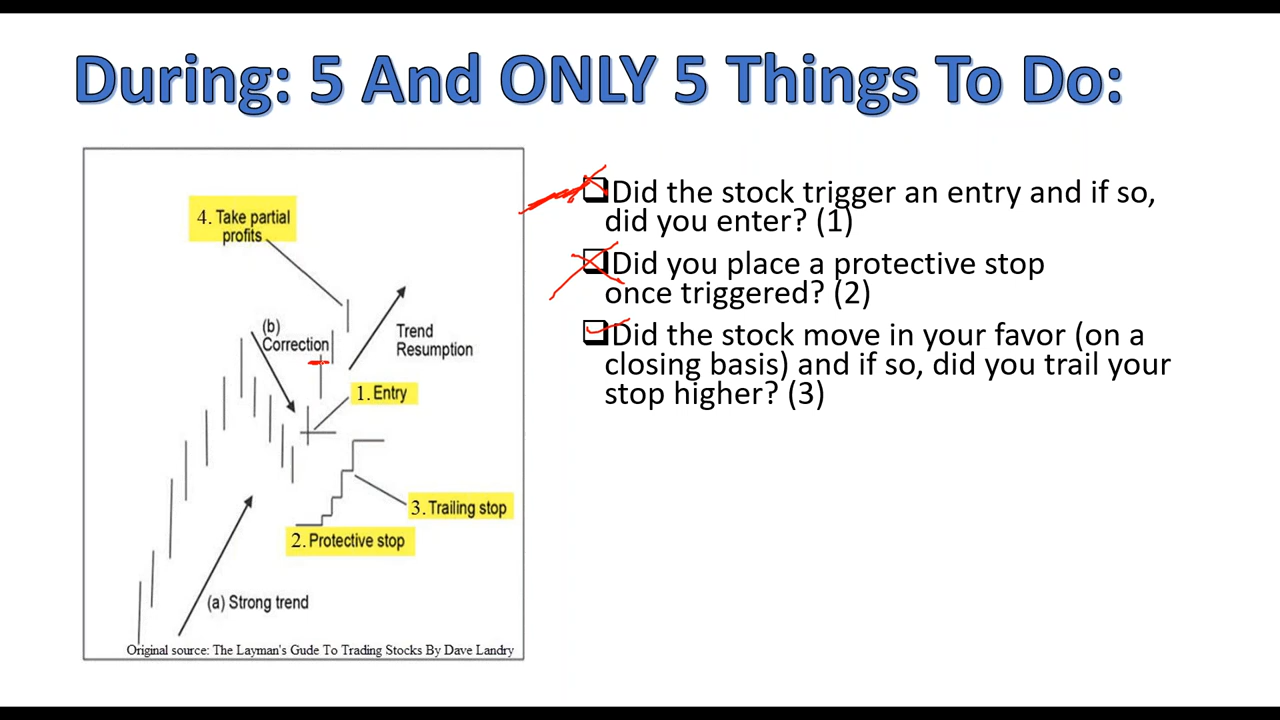 During: 5 And ONLY 5 Things To Do:
4. Take partial
profits
(b)
Correction
Trend
Resumption
1. Entry
3. Trailing stop
2. Protective stop
(a) Strong trend
Original source: The Layman's Gude To Trading Stocks By Dave Landry
Did the stock trigger an entry and if so,
did you enter? (1)
Did you place a protective stop
once triggered? (2)
Did the stock move in your favor (on a
closing basis) and if so, did you trail your
stop higher? (3)